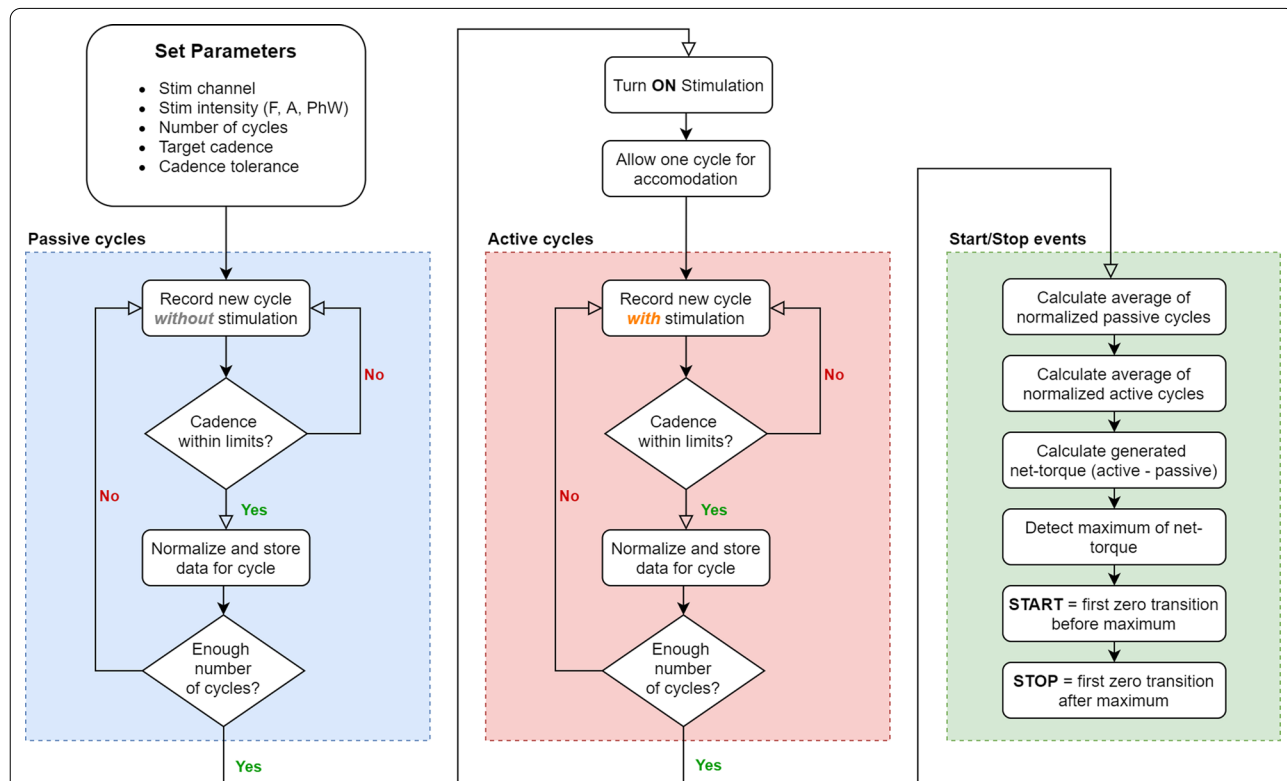 Set Parameters
• Stim channel
• Stim intensity (F, A, PhW)
• Number of cycles
• Target cadence
• Cadence tolerance
Passive cycles
Record new cycle
without stimulation
No
Cadence
within limits?
Yes
No
Normalize and store
data for cycle
Enough
number
of cycles?
Yes
Turn ON Stimulation
Allow one cycle for
accomodation
Active cycles
Record new cycle
with stimulation
No
Cadence
within limits?
Yes
No
Normalize and store
data for cycle
Enough
number
of cycles?
Yes
Start/Stop events
Calculate average of
normalized passive cycles
Calculate average of
normalized active cycles
Calculate generated
net-torque (active - passive)
Detect maximum of net-
torque
START = first zero transition
before maximum
STOP = first zero transition
after maximum